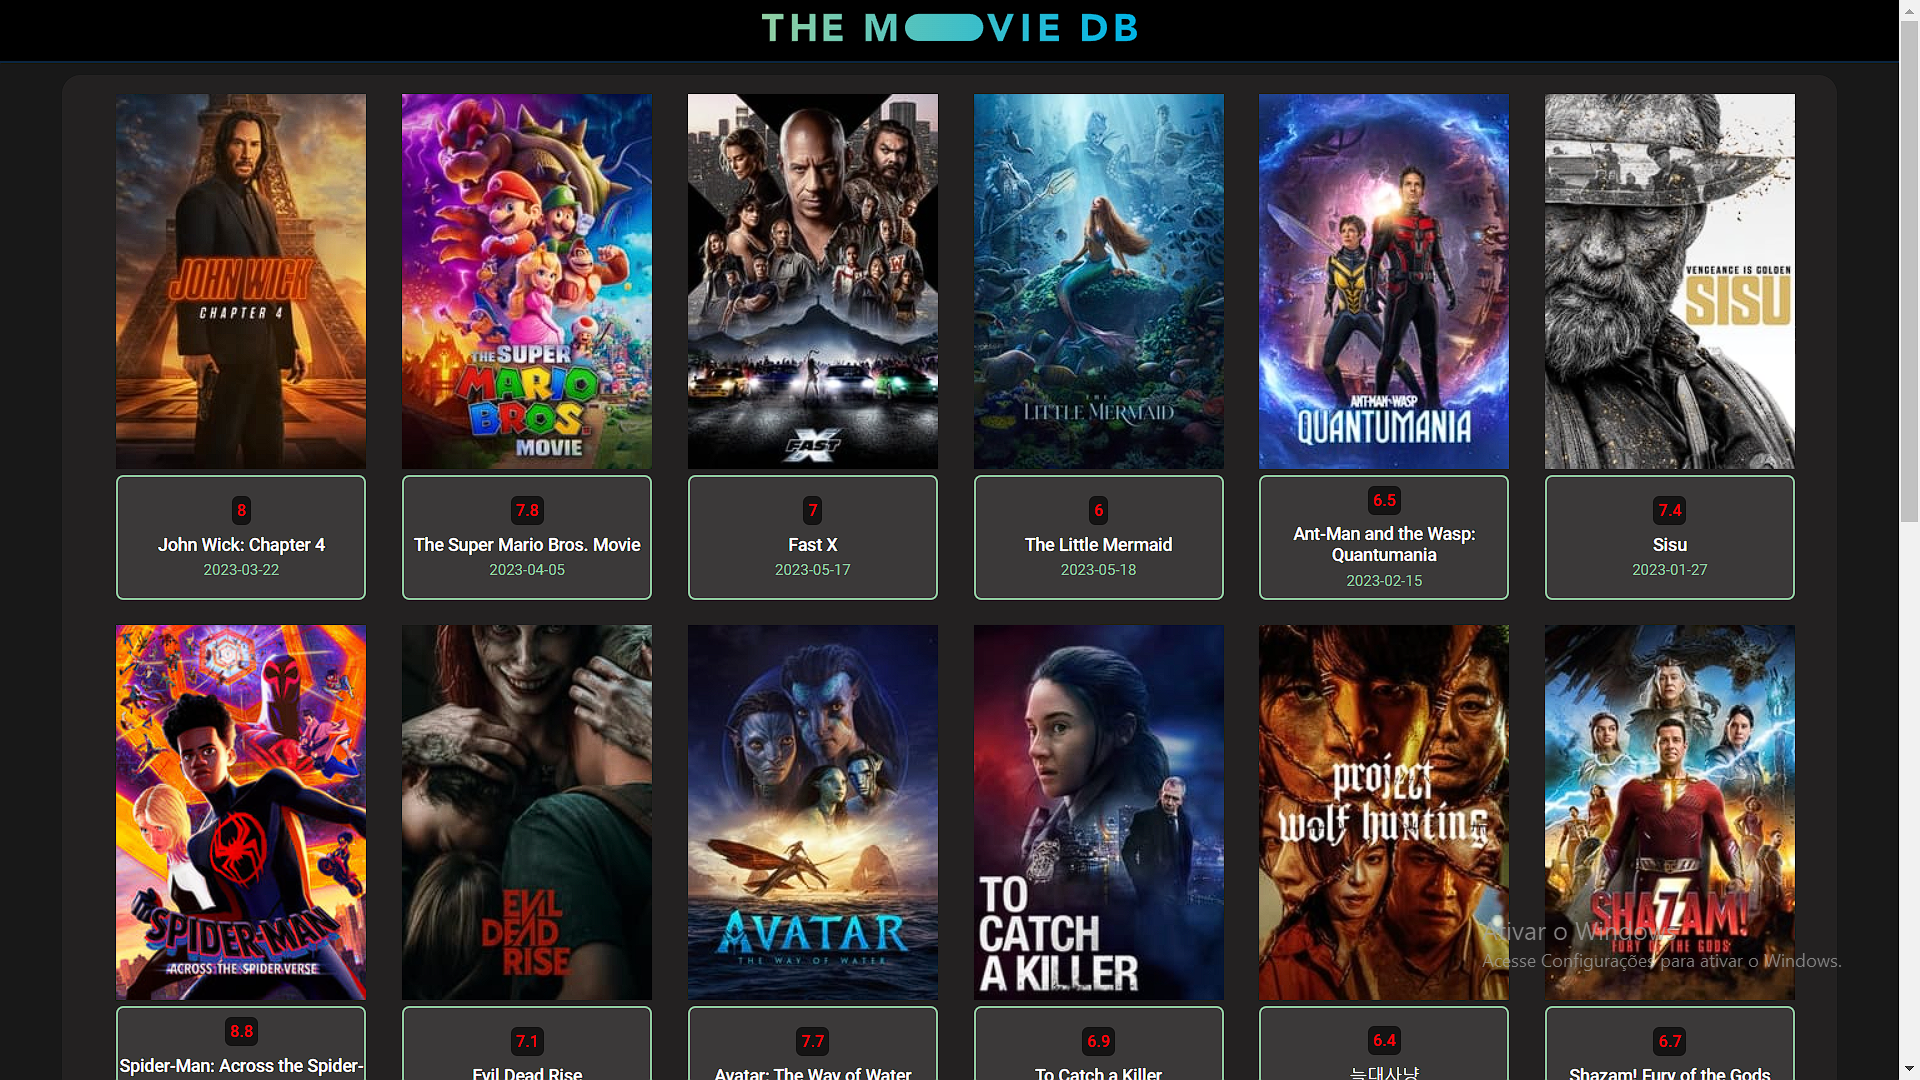 THE MOVIE DB
JOHN WICK
CHAPTER 4
THE SUPER
MARIO
BROS.
MOVIE
FAST X
THE
LITTLE MERMAID
ANT-MAN AND THE WASP
QUANTUMANIA
VENGEANCE IS GOLDEN
SISU
8
John Wick: Chapter 4
2023-03-22
7.8
The Super Mario Bros. Movie
2023-04-05
7
Fast X
2023-05-17
6
The Little Mermaid
2023-05-18
6.5
Ant-Man and the Wasp:
Quantumania
2023-02-15
7.4
Sisu
2023-01-27
SPIDER-MAN
ACROSS THE SPIDER-VERSE
EVIL
DEAD
RISE
AVATAR
THE WAY OF WATER
TO
CATCH
A KILLER
project
wolf hunting
SHAZAM!
FURY OF THE GODS
Ativar o Windows
Acesse Configurações para ativar o Windows.
8.8
Spider-Man: Across the Spider-
7.1
Evil Dead Rise
7.7
Avatar: The Way of Water
6.9
To Catch a Killer
6.4
늑대사냥
6.7
Shazam! Fury of the Gods